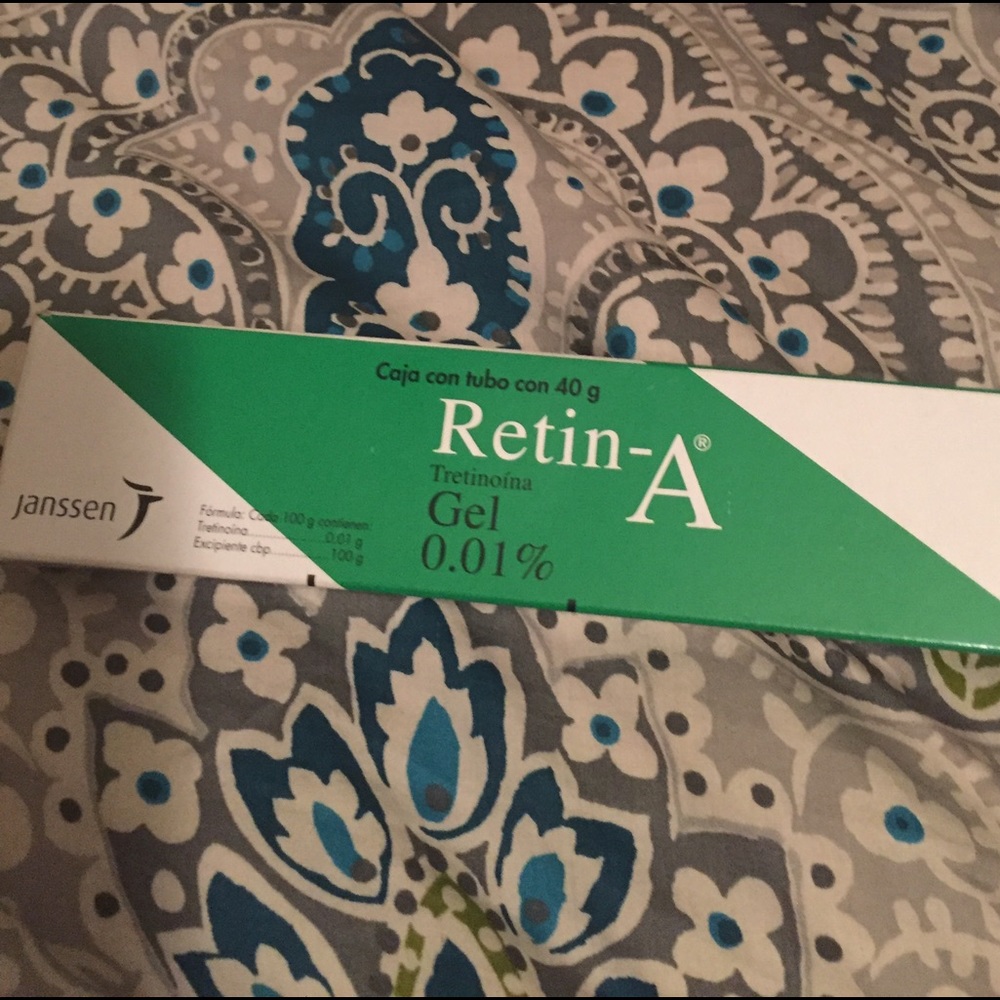 Caja con tubo con 40 g
Retin-A®
Tretinoína
Gel
0.01%
janssen
Fórmula: Cada 100 g contienen:
Tretinoína....................0.01 g
Excipiente cbp...............100 g